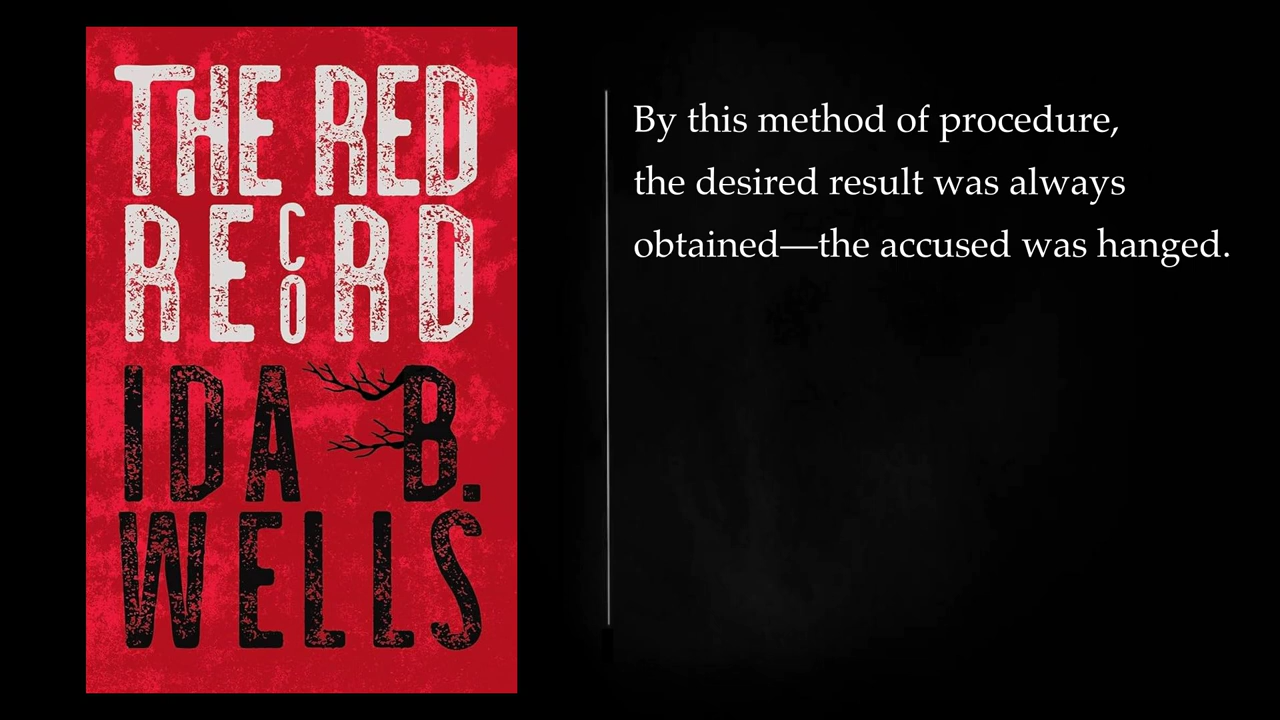 THE RED
RECORD
IDA B.
WELLS
By this method of procedure,
the desired result was always
obtained—the accused was hanged.